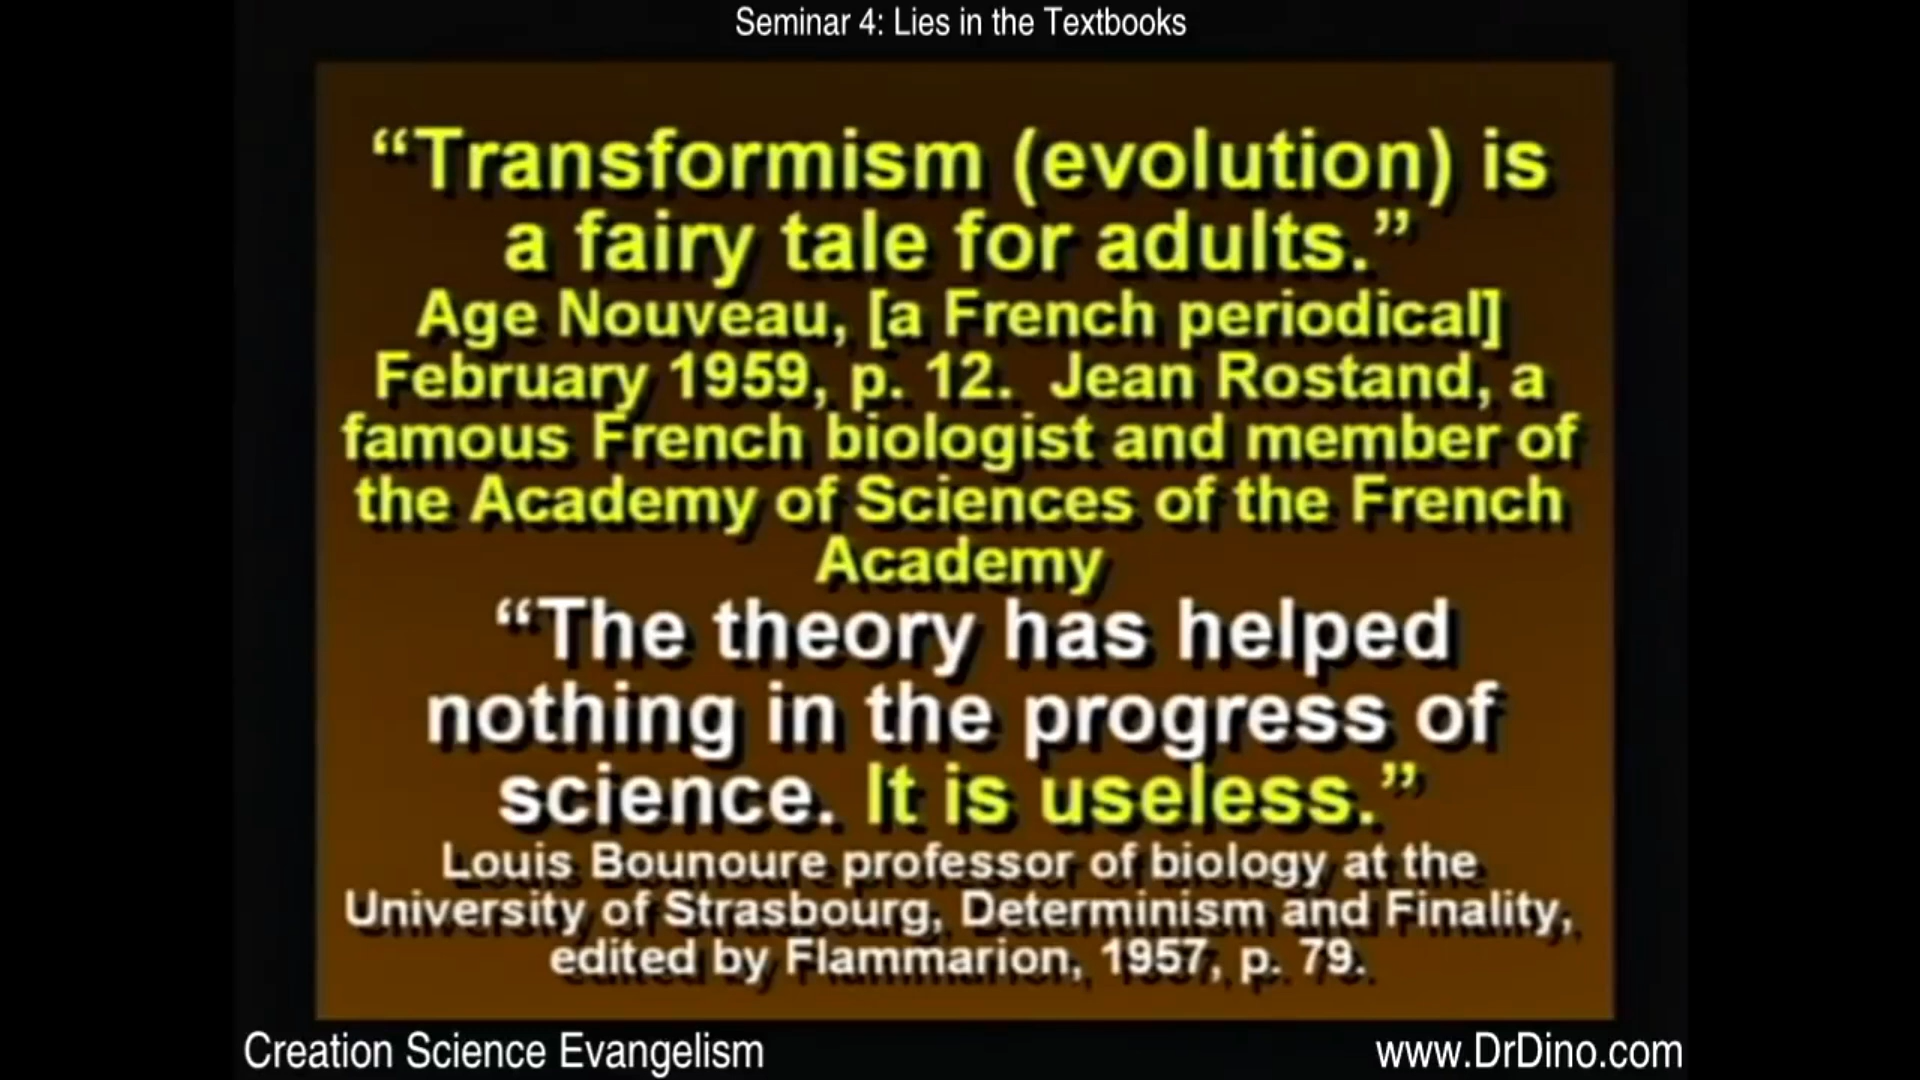 Seminar 4: Lies in the Textbooks
“Transformism (evolution) is
a fairy tale for adults.”
Age Nouveau, [a French periodical]
February 1959, p. 12. Jean Rostand, a
famous French biologist and member of
the Academy of Sciences of the French
Academy
“The theory has helped
nothing in the progress of
science. It is useless.”
Louis Bounoure professor of biology at the
University of Strasbourg, Determinism and Finality,
edited by Flammarion, 1957, p. 79.
Creation Science Evangelism
www.DrDino.com